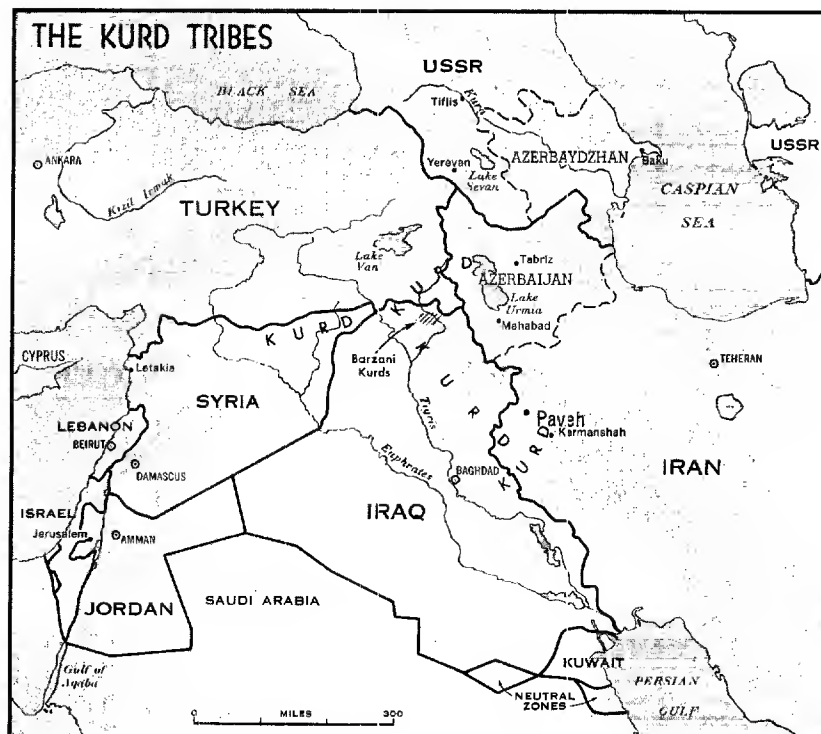 THE KURD TRIBES
USSR
BLACK SEA
Tiflis
Kura
USSR
ANKARA
Yerevan
Lake
Sevan
AZERBAYDZHAN
Baku
CASPIAN
SEA
Kizil Irmak
TURKEY
Lake
Van
Tabriz
AZERBAIJAN
Lake
Urmia
Mahabad
KURD
KURD
CYPRUS
Latakia
Barzani
Kurds
KURD
TEHERAN
SYRIA
Tigris
Paveh
Karmanshah
KURD
LEBANON
BEIRUT
DAMASCUS
Euphrates
BAGHDAD
IRAN
ISRAEL
Jerusalem
AMMAN
IRAQ
JORDAN
SAUDI ARABIA
KUWAIT
Gulf of
Aqaba
NEUTRAL
ZONES
PERSIAN
GULF
0 MILES 300